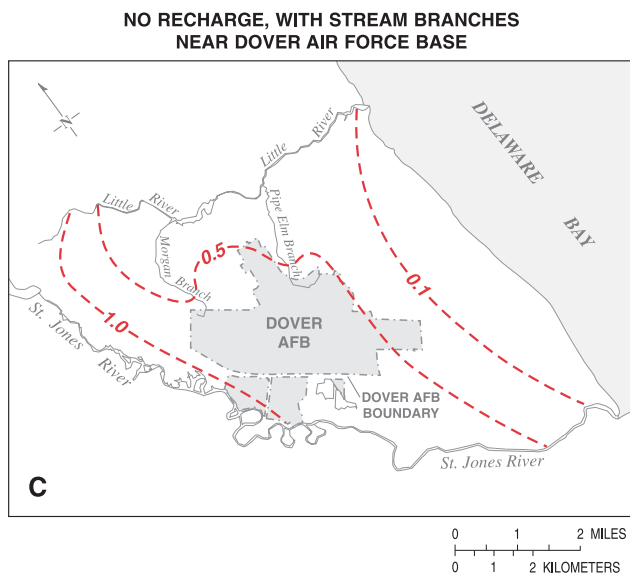 NO RECHARGE, WITH STREAM BRANCHES
NEAR DOVER AIR FORCE BASE
N
DELAWARE
BAY
Little
River
Little
River
Pipe Elm Branch
Morgan
Branch
0.5
0.1
1.0
St. Jones
River
DOVER
AFB
DOVER AFB
BOUNDARY
St. Jones River
C
0 1 2 MILES
0 1 2 KILOMETERS